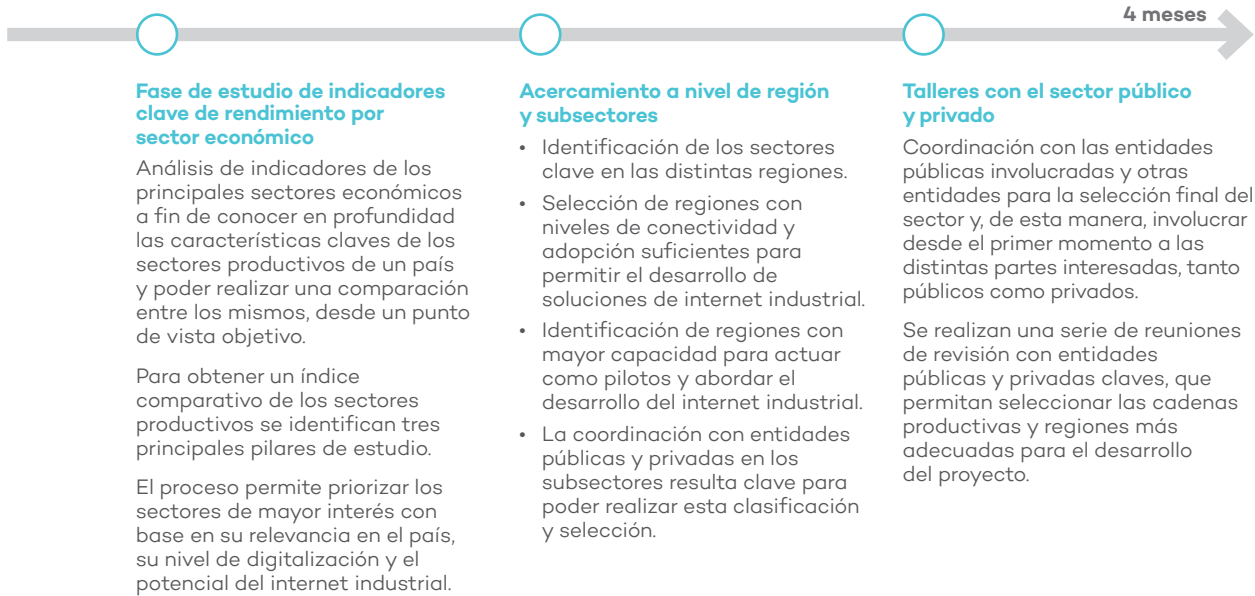 4 meses
Fase de estudio de indicadores
clave de rendimiento por
sector económico
Análisis de indicadores de los
principales sectores económicos
a fin de conocer en profundidad
las características claves de los
sectores productivos de un país
y poder realizar una comparación
entre los mismos, desde un punto
de vista objetivo.
Para obtener un índice
comparativo de los sectores
productivos se identifican tres
principales pilares de estudio.
El proceso permite priorizar los
sectores de mayor interés con
base en su relevancia en el país,
su nivel de digitalización y el
potencial del internet industrial.
Acercamiento a nivel de región
y subsectores
• Identificación de los sectores
clave en las distintas regiones.
• Selección de regiones con
niveles de conectividad y
adopción suficientes para
permitir el desarrollo de
soluciones de internet industrial.
• Identificación de regiones con
mayor capacidad para actuar
como pilotos y abordar el
desarrollo del internet industrial.
• La coordinación con entidades
públicas y privadas en los
subsectores resulta clave para
poder realizar esta clasificación
y selección.
Talleres con el sector público
y privado
Coordinación con las entidades
públicas involucradas y otras
entidades para la selección final del
sector y, de esta manera, involucrar
desde el primer momento a las
distintas partes interesadas, tanto
públicos como privados.
Se realizan una serie de reuniones
de revisión con entidades
públicas y privadas claves, que
permitan seleccionar las cadenas
productivas y regiones más
adecuadas para el desarrollo
del proyecto.